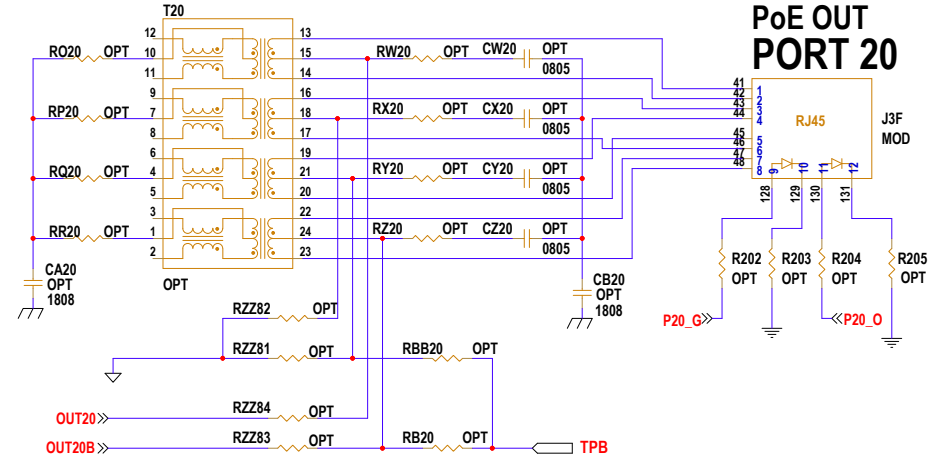 T20
PoE OUT
PORT 20
12 13
RO20 OPT 10 15 RW20 OPT CW20 OPT
11 14 0805
9 16
RP20 OPT 7 18 RX20 OPT CX20 OPT
8 17 0805
6 19
RQ20 OPT 4 21 RY20 OPT CY20 OPT
5 20 0805
3 22
RR20 OPT 1 24 RZ20 OPT CZ20 OPT
2 23 0805
41 1
42 2
43 3
44 4
45 5
46 6
47 7
48 8
RJ45
J3F
MOD
9 10 11 12
128 129 130 131
CA20
OPT
1808
OPT
CB20
OPT
1808
R202
OPT
R203
OPT
R204
OPT
R205
OPT
P20_G
P20_O
RZZ82 OPT
RZZ81 OPT RBB20 OPT
OUT20 RZZ84 OPT
OUT20B RZZ83 OPT RB20 OPT TPB